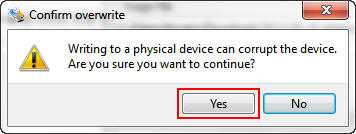 Confirm overwrite
Writing to a physical device can corrupt the device.
Are you sure you want to continue?
Yes No